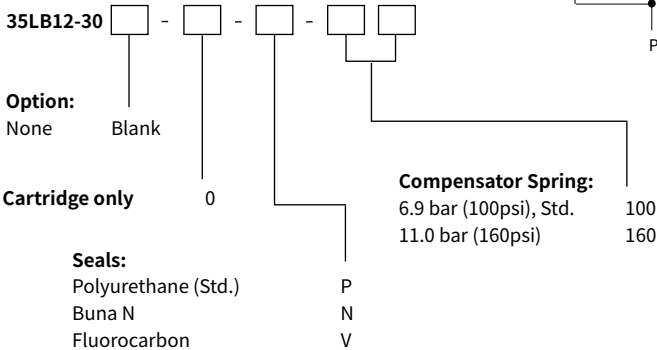 35LB12-30 - - -
P
Option:
None Blank
Cartridge only 0
Compensator Spring:
6.9 bar (100psi), Std. 100
11.0 bar (160psi) 160
Seals:
Polyurethane (Std.) P
Buna N N
Fluorocarbon V